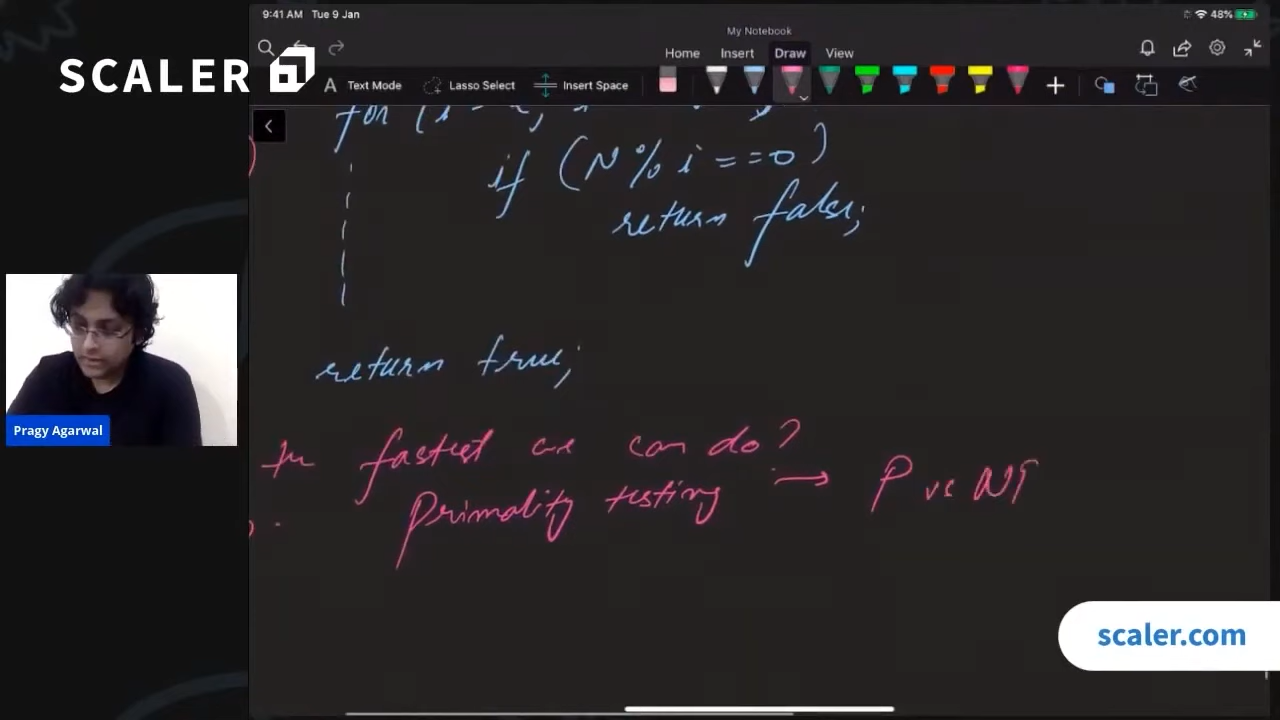 9:41 AM Tue 9 Jan
48%
My Notebook
SCALER
Home Insert Draw View
Text Mode Lasso Select Insert Space
for (i =
if (N % i == 0)
return false;
return true;
Pragy Agarwal
fastest we can do?
Primality testing → P vs NP
scaler.com